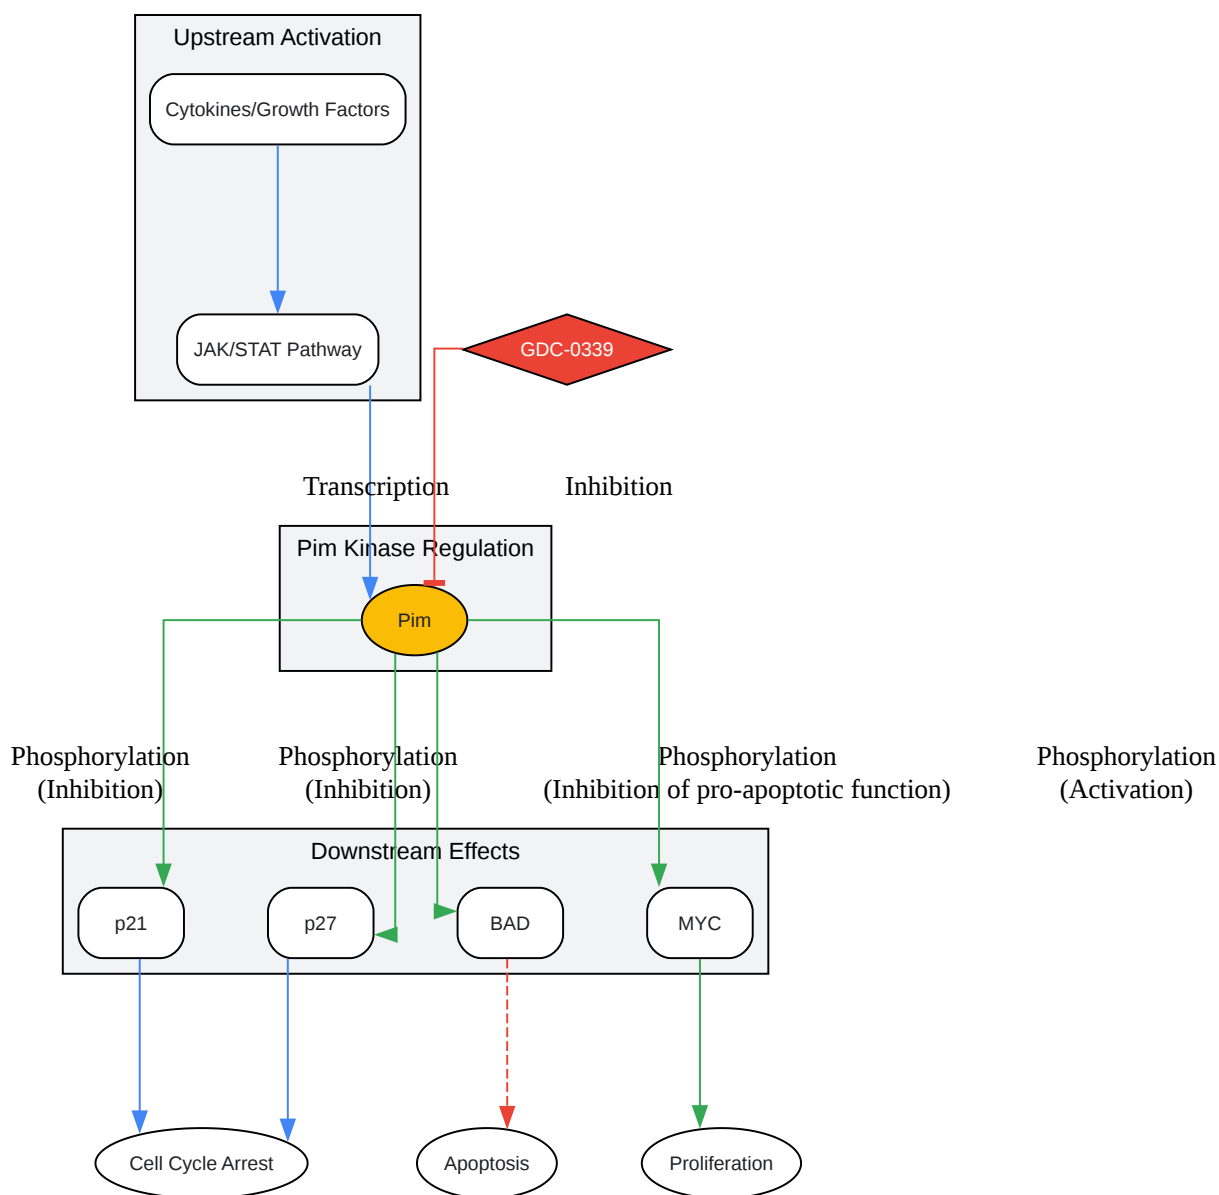 Upstream Activation
Cytokines/Growth Factors
JAK/STAT Pathway
GDC-0339
Transcription
Inhibition
Pim Kinase Regulation
Pim
Phosphorylation
(Inhibition)
Phosphorylation
(Inhibition)
Phosphorylation
(Inhibition of pro-apoptotic function)
Phosphorylation
(Activation)
Downstream Effects
p21
p27
BAD
MYC
Cell Cycle Arrest
Apoptosis
Proliferation